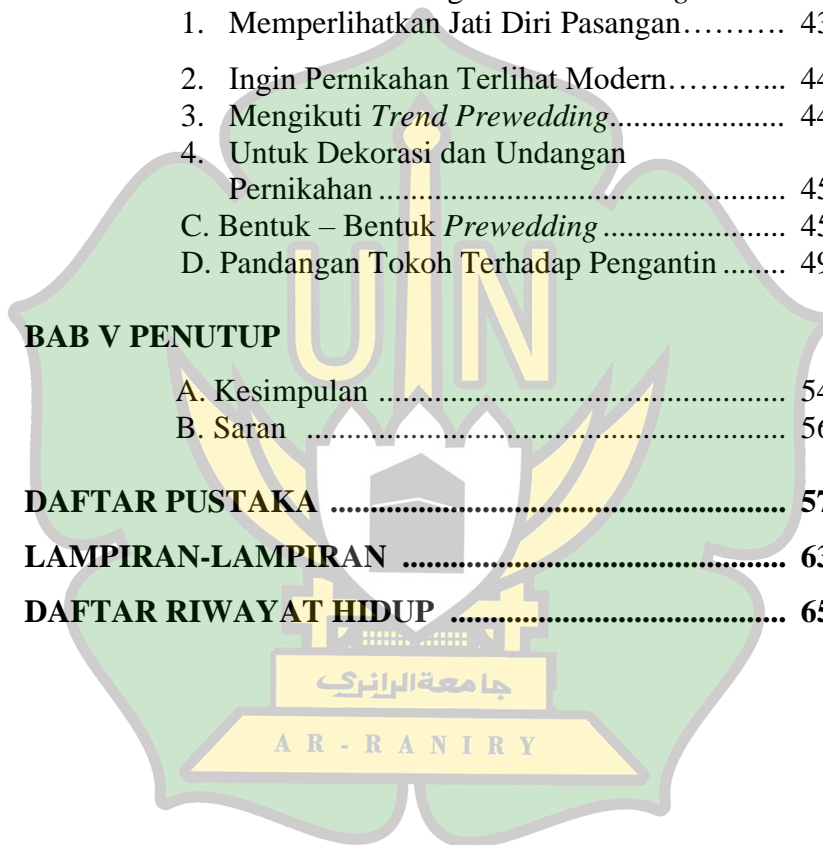 1. Memperlihatkan Jati Diri Pasangan………. 43
2. Ingin Pernikahan Terlihat Modern………... 44
3. Mengikuti Trend Prewedding..................... 44
4. Untuk Dekorasi dan Undangan
Pernikahan ................................................ 45
C. Bentuk – Bentuk Prewedding ...................... 45
D. Pandangan Tokoh Terhadap Pengantin ........ 49
BAB V PENUTUP
A. Kesimpulan ................................................ 54
B. Saran ......................................................... 56
DAFTAR PUSTAKA ...................................................... 57
LAMPIRAN-LAMPIRAN ............................................. 63
DAFTAR RIWAYAT HIDUP ........................................ 65
UIN
جامعةالرانري
AR-RANIRY